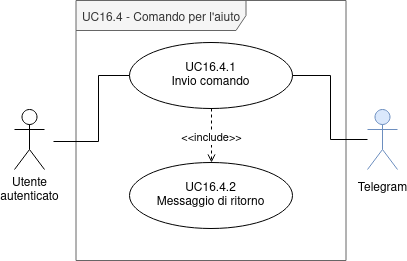 UC16.4 - Comando per l'aiuto
UC16.4.1
Invio comando
<<include>>
UC16.4.2
Messaggio di ritorno
Utente
autenticato
Telegram